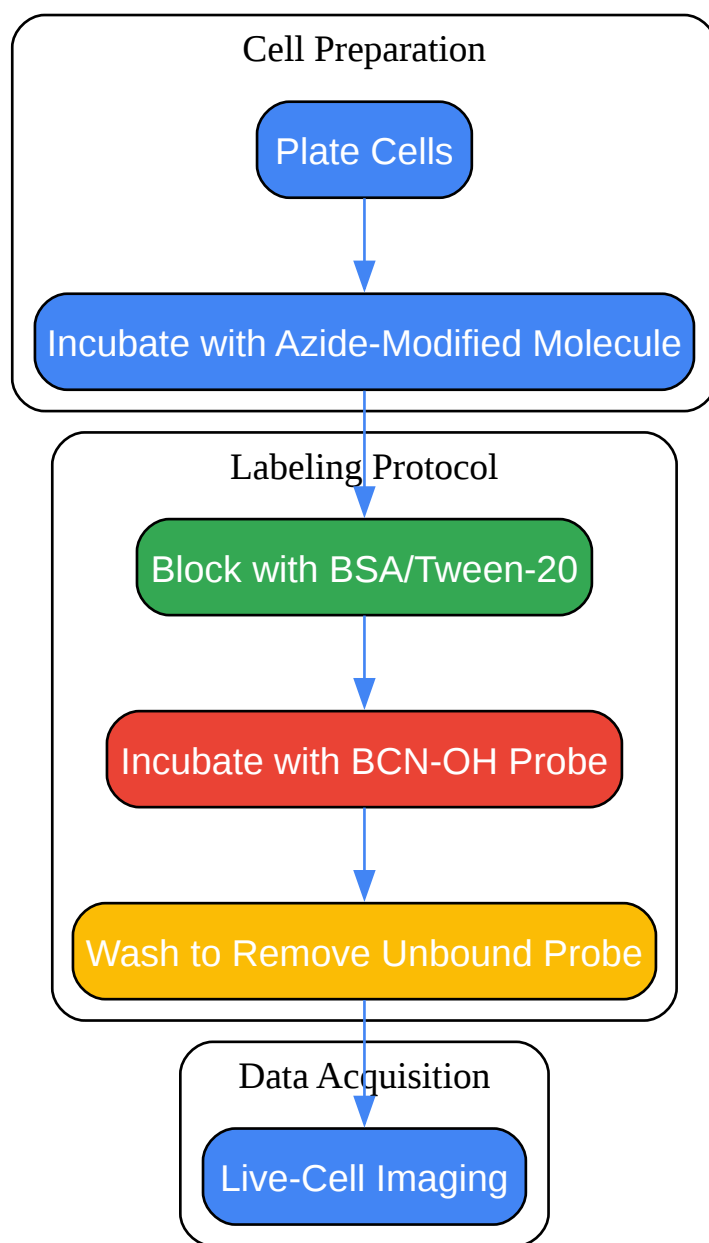 Cell Preparation
Plate Cells
Incubate with Azide-Modified Molecule
Labeling Protocol
Block with BSA/Tween-20
Incubate with BCN-OH Probe
Wash to Remove Unbound Probe
Data Acquisition
Live-Cell Imaging